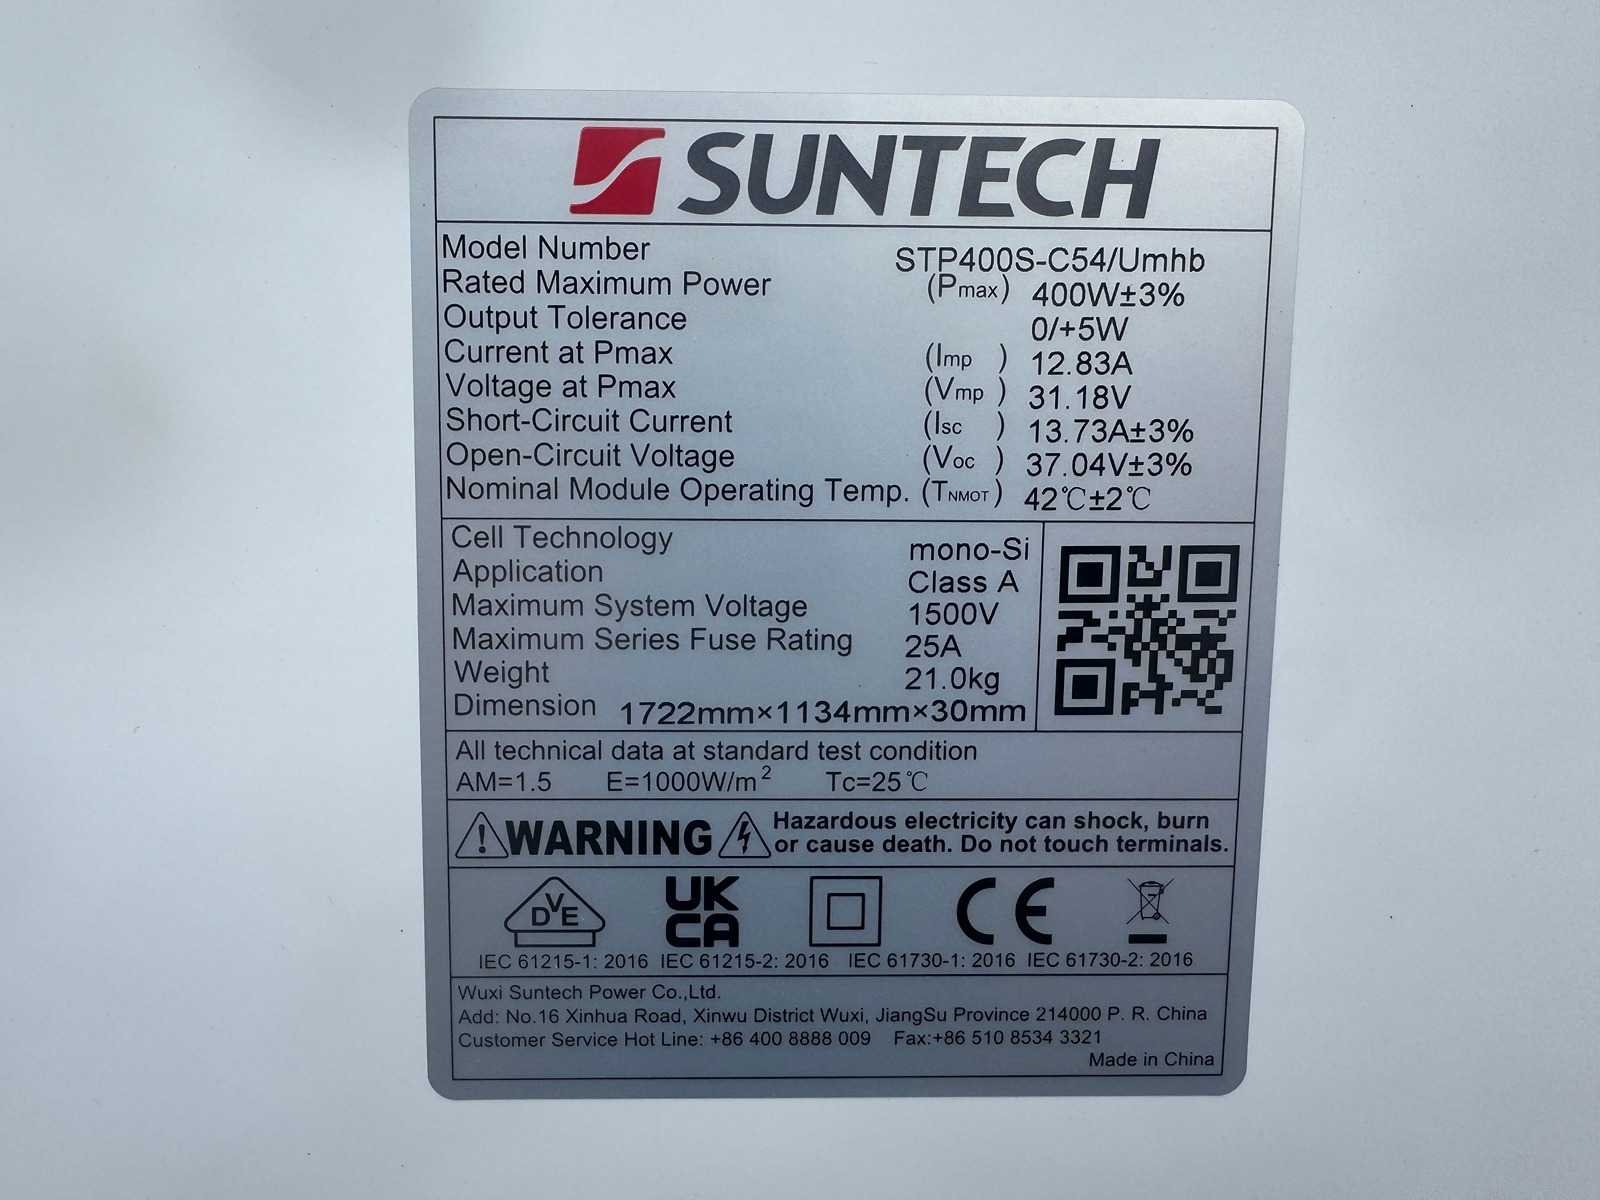 SUNTECH
Model Number STP400S-C54/Umhb
Rated Maximum Power (Pmax) 400W±3%
Output Tolerance 0/+5W
Current at Pmax (Imp) 12.83A
Voltage at Pmax (Vmp) 31.18V
Short-Circuit Current (Isc) 13.73A±3%
Open-Circuit Voltage (Voc) 37.04V±3%
Nominal Module Operating Temp. (TNMOT) 42℃±2℃
Cell Technology mono-Si
Application Class A
Maximum System Voltage 1500V
Maximum Series Fuse Rating 25A
Weight 21.0kg
Dimension 1722mm×1134mm×30mm
All technical data at standard test condition
AM=1.5 E=1000W/m² Tc=25℃
WARNING Hazardous electricity can shock, burn
or cause death. Do not touch terminals.
DVE UK CA CE
IEC 61215-1: 2016 IEC 61215-2: 2016 IEC 61730-1: 2016 IEC 61730-2: 2016
Wuxi Suntech Power Co.,Ltd.
Add: No.16 Xinhua Road, Xinwu District Wuxi, JiangSu Province 214000 P. R. China
Customer Service Hot Line: +86 400 8888 009 Fax:+86 510 8534 3321
Made in China